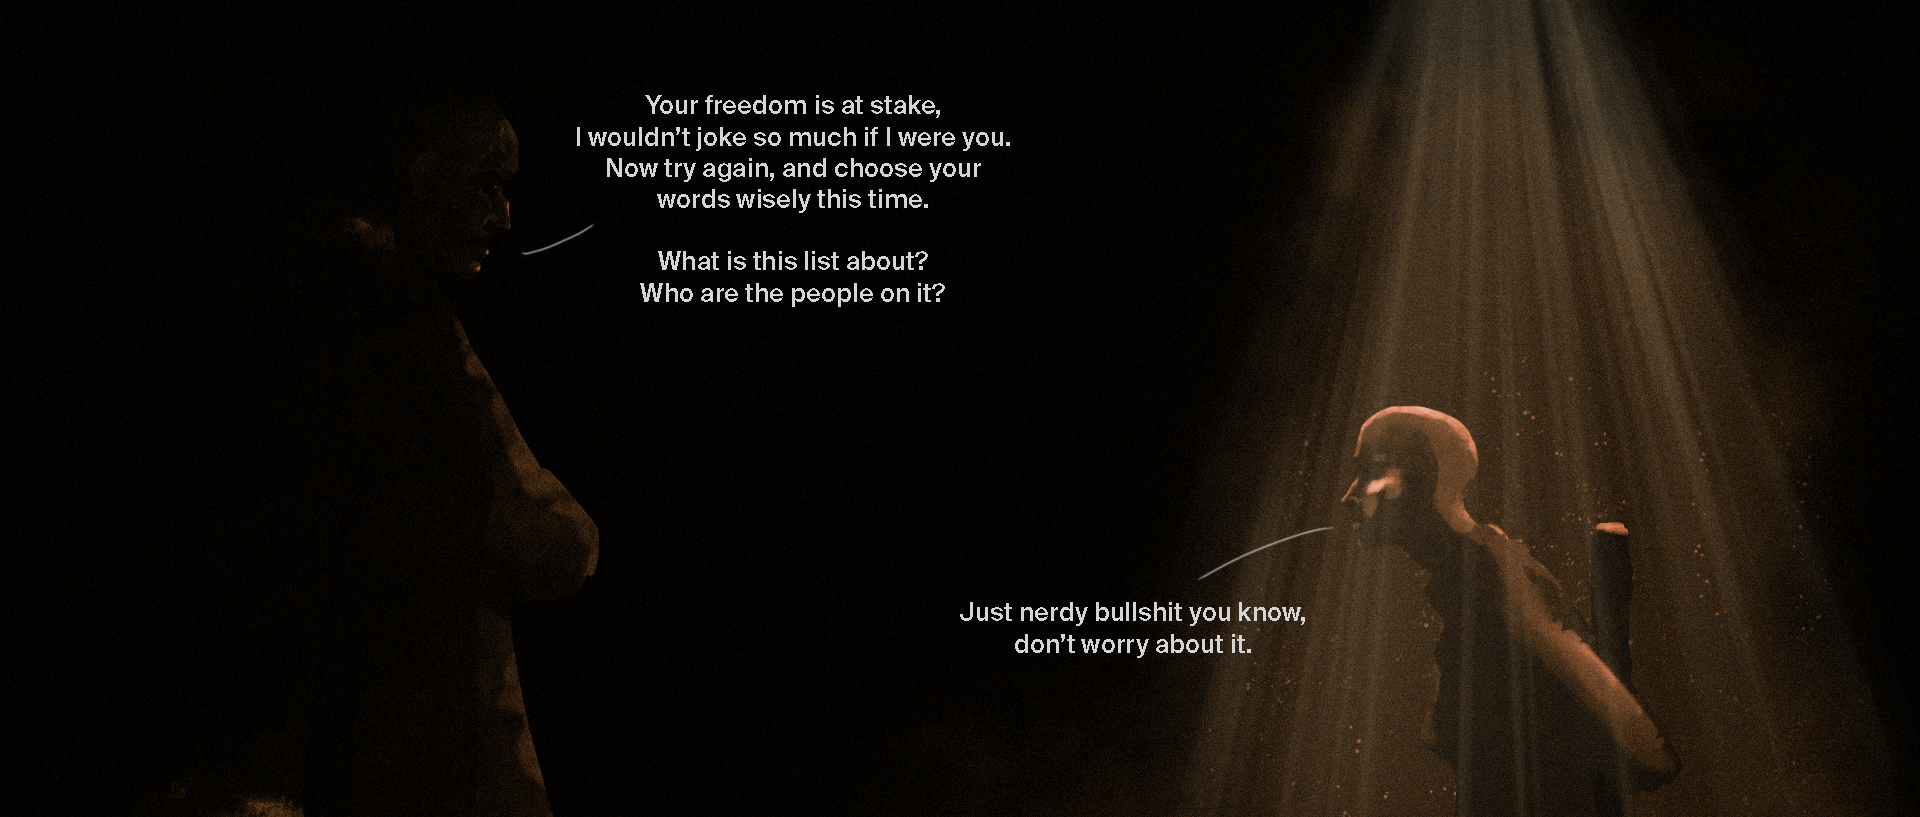 Your freedom is at stake,
I wouldn't joke so much if I were you.
Now try again, and choose your
words wisely this time.
What is this list about?
Who are the people on it?
Just nerdy bullshit you know,
don't worry about it.